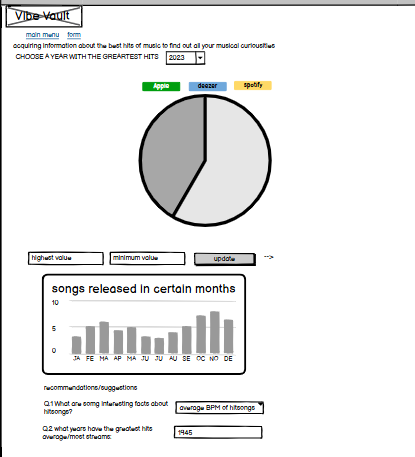 Vibe Vault
main menu form
acquiring information about the best hits of music to find out all your musical curiousities
CHOOSE A YEAR WITH THE GREARTEST HITS 2023
Apple deezer spotify
highest value minimum value update -->
songs released in certain months
10
5
0
JA FE MA AP MA JU JU AU SE OC NO DE
recommendations/suggestions
Q.1 What are somg interesting facts about
hitsongs? average BPM of hitsongs
Q.2 what years have the greatest hits
average/most streams: 1945